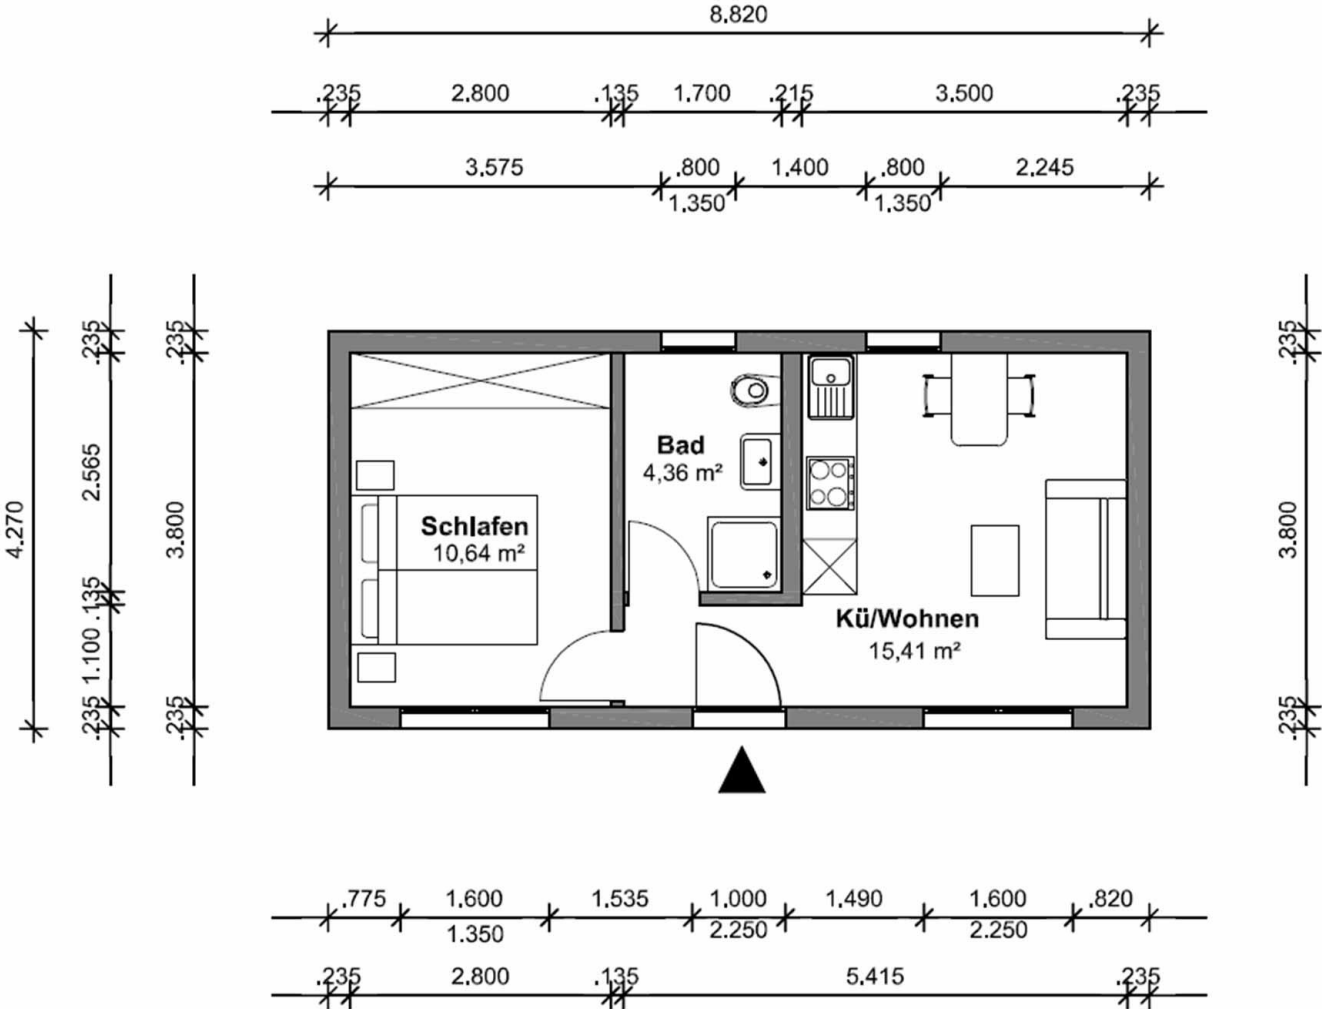 8.820
.235 2.800 .135 1.700 .215 3.500 .235
3.575 .800 1.400 .800 2.245
1.350 1.350
.235 .235 .235
4.270 2.565 3.800 3.800
.135
1.100
.235 .235 .235
Bad
4,36 m²
Schlafen
10,64 m²
Kü/Wohnen
15,41 m²
.775 1.600 1.535 1.000 1.490 1.600 .820
1.350 2.250 2.250
.235 2.800 .135 5.415 .235